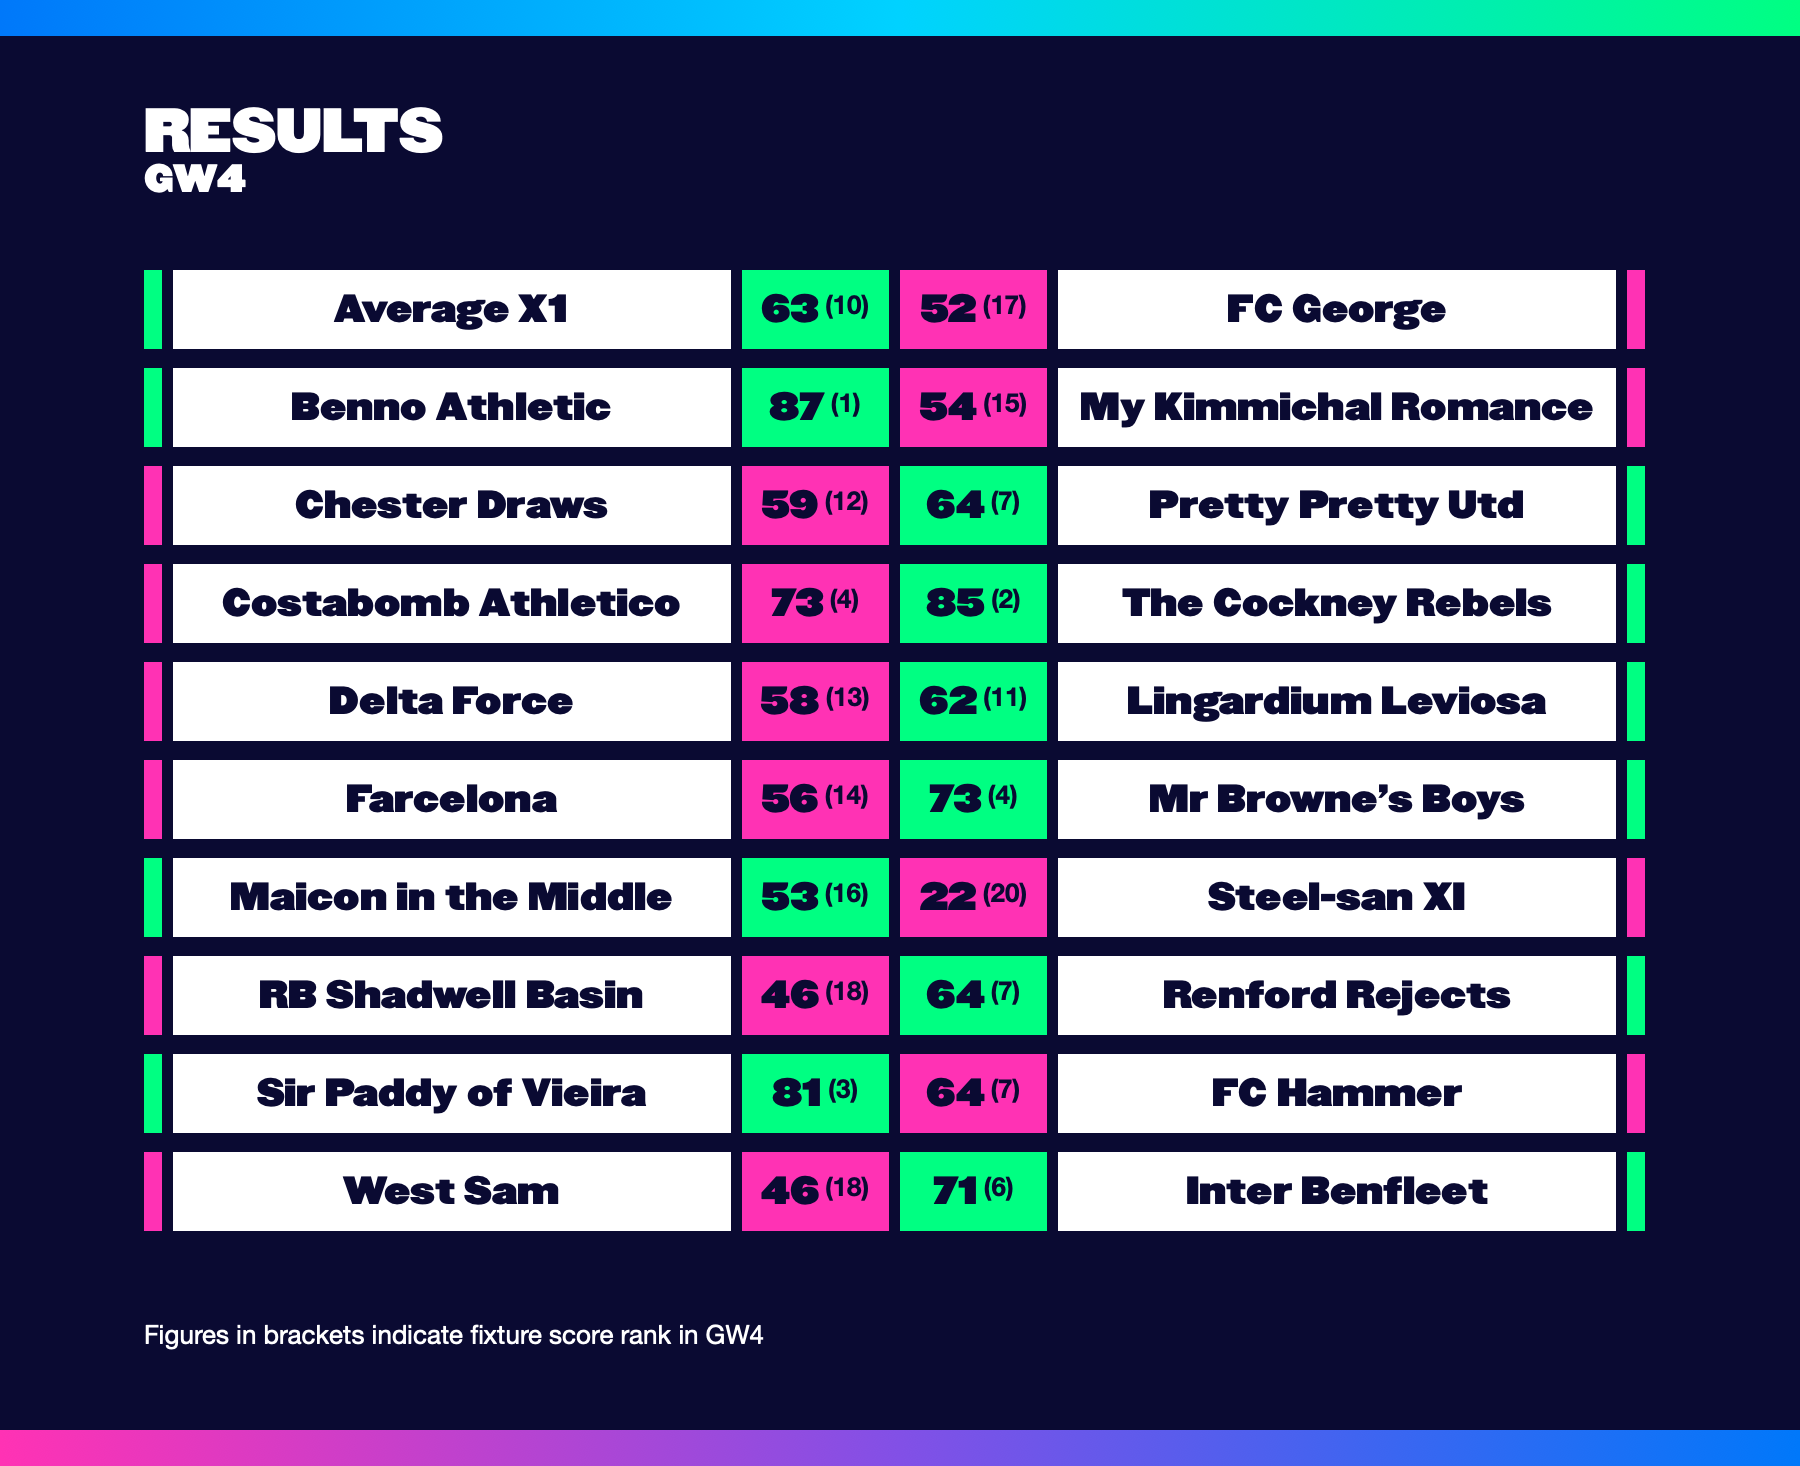 RESULTS
GW4
Average X1 63 (10) 52 (17) FC George
Benno Athletic 87 (1) 54 (15) My Kimmichal Romance
Chester Draws 59 (12) 64 (7) Pretty Pretty Utd
Costabomb Athletico 73 (4) 85 (2) The Cockney Rebels
Delta Force 58 (13) 62 (11) Lingardium Leviosa
Farcelona 56 (14) 73 (4) Mr Browne’s Boys
Maicon in the Middle 53 (16) 22 (20) Steel-san XI
RB Shadwell Basin 46 (18) 64 (7) Renford Rejects
Sir Paddy of Vieira 81 (3) 64 (7) FC Hammer
West Sam 46 (18) 71 (6) Inter Benfleet
Figures in brackets indicate fixture score rank in GW4